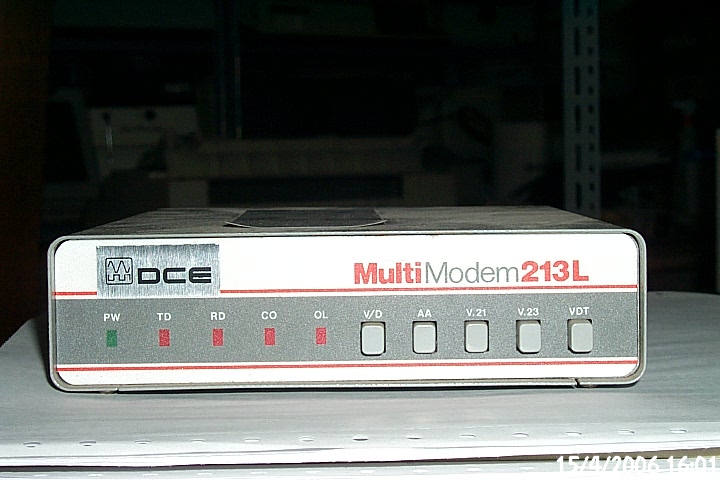 DCE
MultiModem213L
PW TD RD CO OL V/D AA V.21 V.23 VDT
15/4/2006 16:01